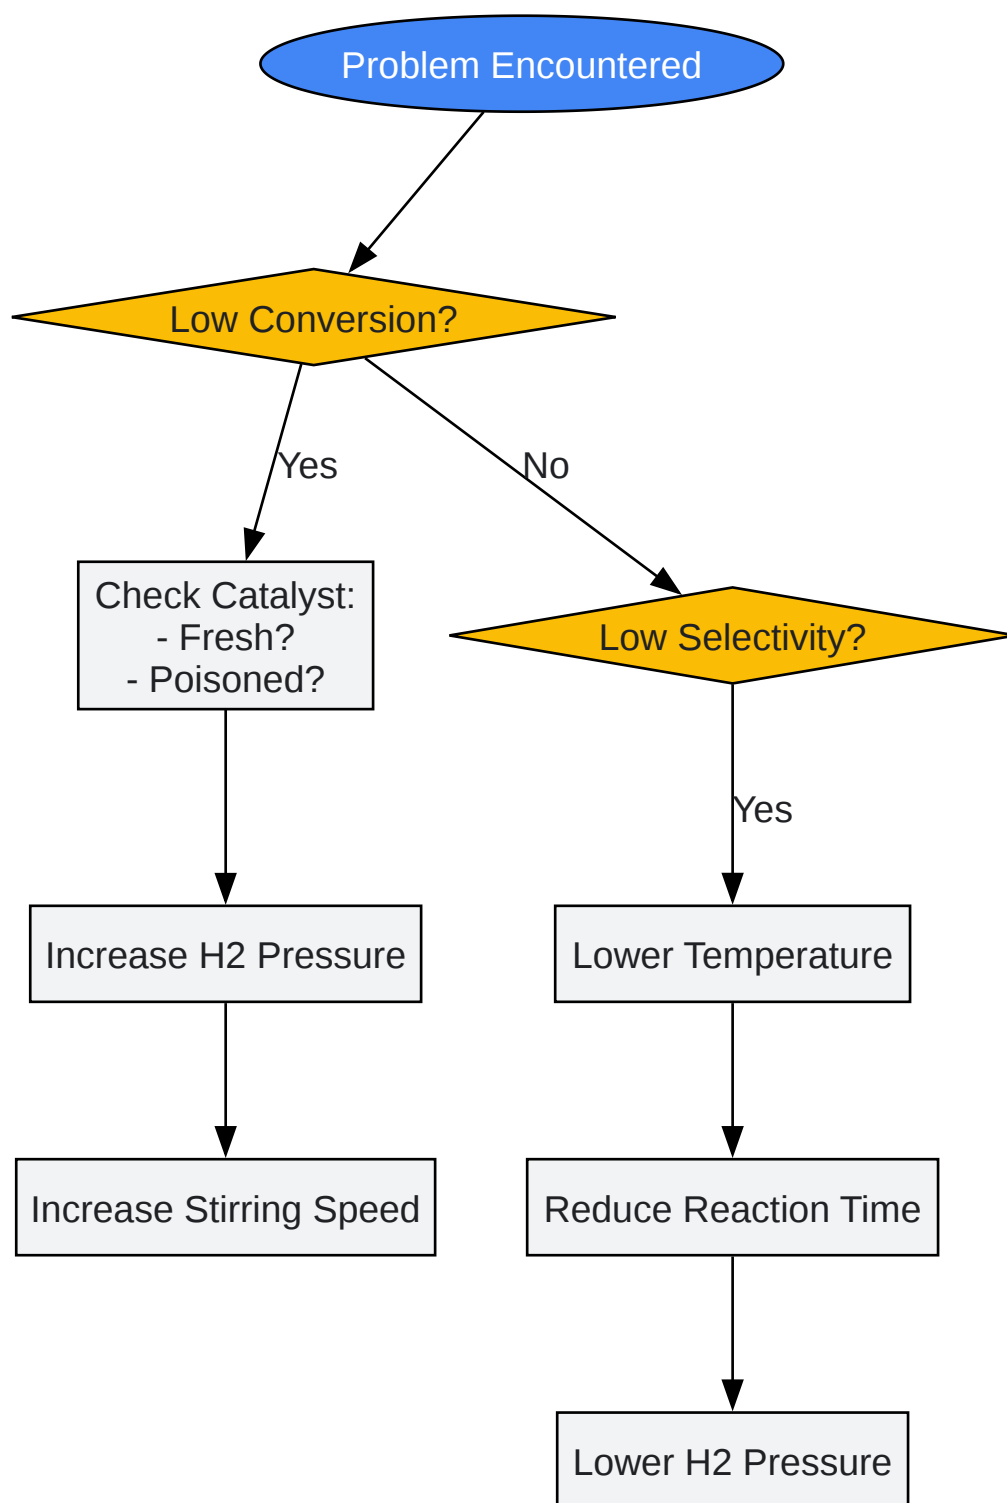 Problem Encountered
Low Conversion?
Yes
No
Check Catalyst:
- Fresh?
- Poisoned?
Low Selectivity?
Yes
Increase H2 Pressure
Lower Temperature
Increase Stirring Speed
Reduce Reaction Time
Lower H2 Pressure